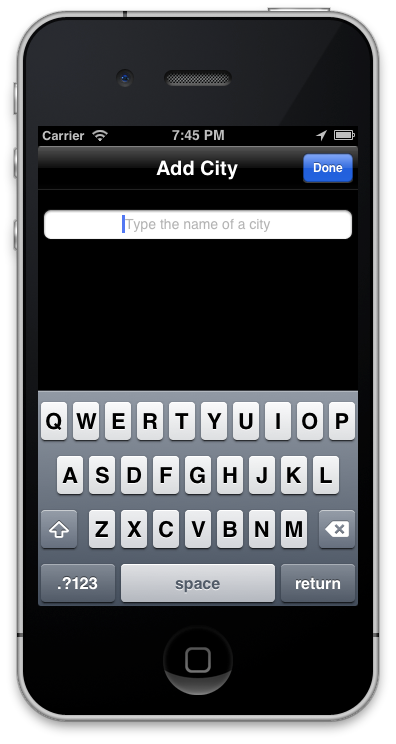 Carrier 7:45 PM
Add City Done
Type the name of a city
Q W E R T Y U I O P
A S D F G H J K L
Z X C V B N M
.?123 space return